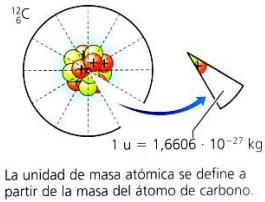 ¹²₆C
1 u = 1,6606 · 10⁻²⁷ kg
La unidad de masa atómica se define a
partir de la masa del átomo de carbono.